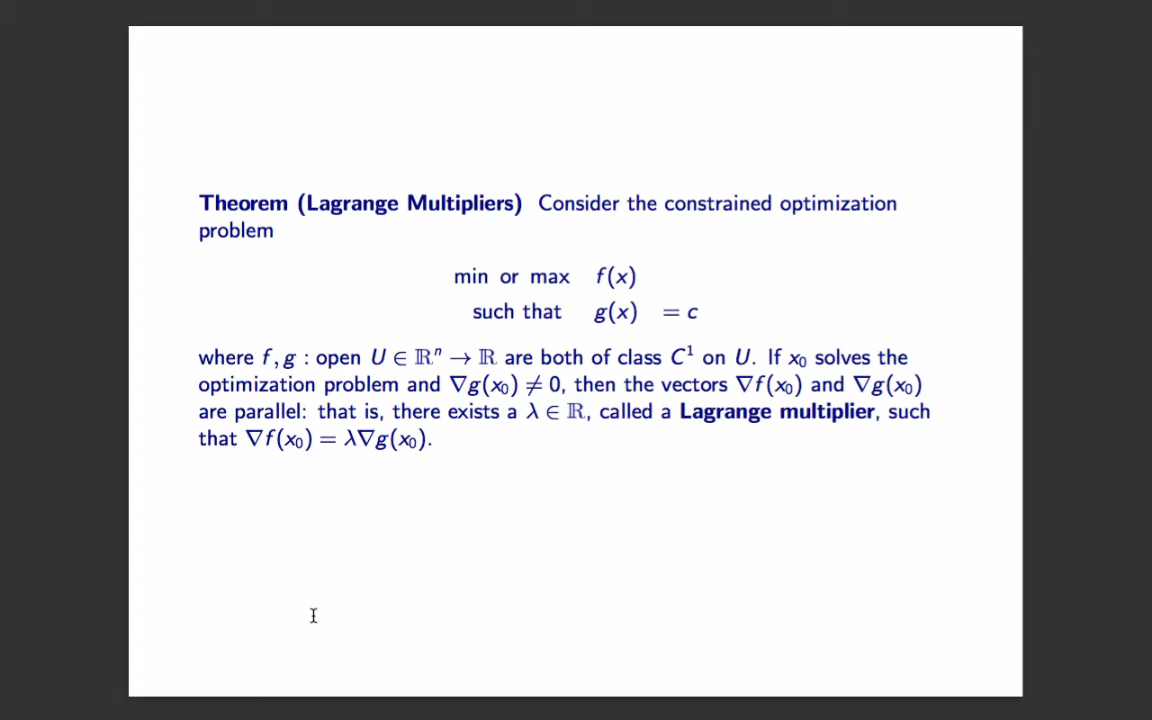 Theorem (Lagrange Multipliers) Consider the constrained optimization
problem
min or max f(x)
such that g(x) = c
where f, g : open U ∈ ℝⁿ → ℝ are both of class C¹ on U. If x₀ solves the
optimization problem and ∇g(x₀) ≠ 0, then the vectors ∇f(x₀) and ∇g(x₀)
are parallel: that is, there exists a λ ∈ ℝ, called a Lagrange multiplier, such
that ∇f(x₀) = λ∇g(x₀).